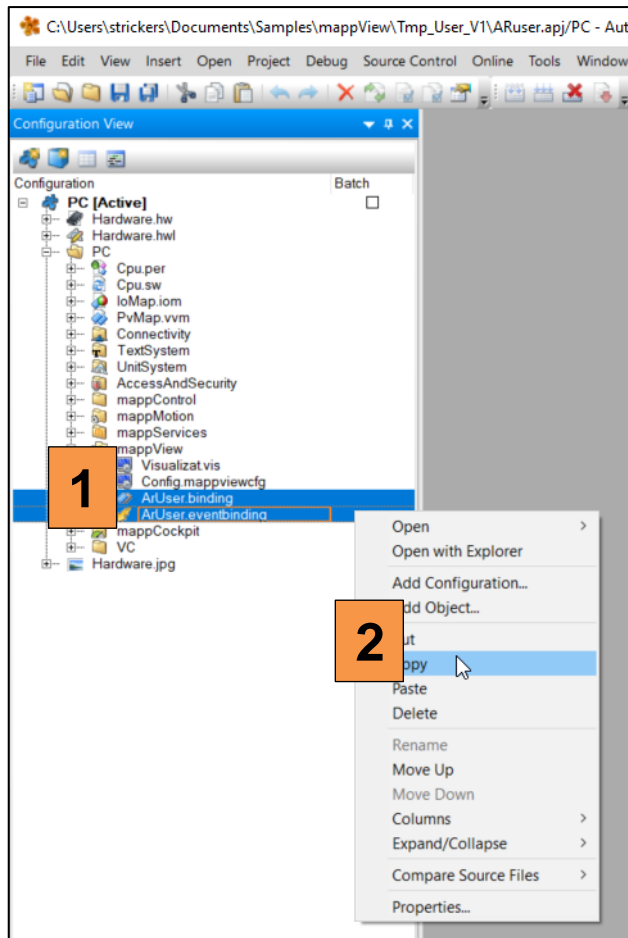 C:\Users\strickers\Documents\Samples\mappView\Tmp_User_V1\ARuser.apj/PC - Aut
File Edit View Insert Open Project Debug Source Control Online Tools Window
Configuration View
Configuration Batch
PC [Active]
Hardware.hw
Hardware.hwl
PC
Cpu.per
Cpu.sw
IoMap.iom
PvMap.vvm
Connectivity
TextSystem
UnitSystem
AccessAndSecurity
mappControl
mappMotion
mappServices
mappView
Visualizat.vis
Config.mappviewcfg
1
ArUser.binding
ArUser.eventbinding
mappCockpit
VC
Hardware.jpg
Open
Open with Explorer
Add Configuration...
dd Object...
2
ut
opy
Paste
Delete
Rename
Move Up
Move Down
Columns
Expand/Collapse
Compare Source Files
Properties...